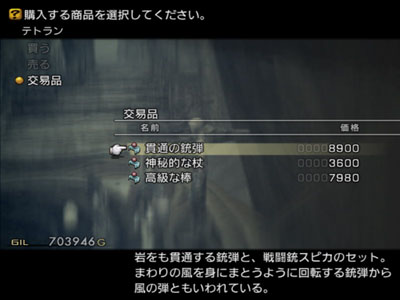 購入する商品を選択してください。
テトラン
買う
売る
交易品
交易品
名前 価格
貫通の銃弾 00008900
神秘的な杖 00003600
高級な棒 00007980
GIL 703946G
岩をも貫通する銃弾と、戦闘銃スピカのセット。
まわりの風を身にまとうように回転する銃弾から
風の弾ともいわれている。